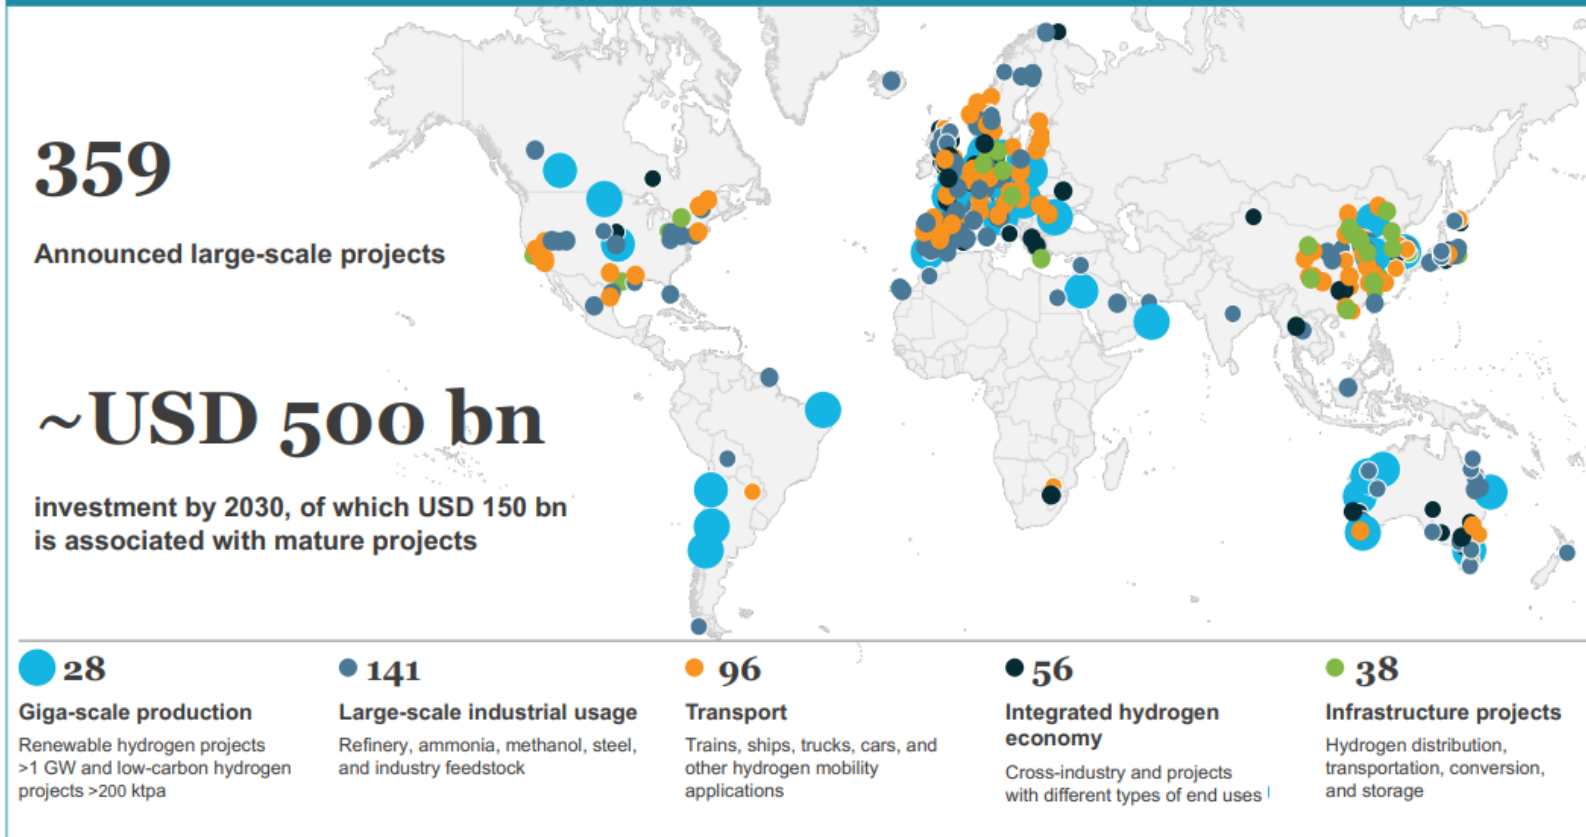 359
Announced large-scale projects
~USD 500 bn
investment by 2030, of which USD 150 bn
is associated with mature projects
28
Giga-scale production
Renewable hydrogen projects
>1 GW and low-carbon hydrogen
projects >200 ktpa
141
Large-scale industrial usage
Refinery, ammonia, methanol, steel,
and industry feedstock
96
Transport
Trains, ships, trucks, cars, and
other hydrogen mobility
applications
56
Integrated hydrogen
economy
Cross-industry and projects
with different types of end uses
38
Infrastructure projects
Hydrogen distribution,
transportation, conversion,
and storage